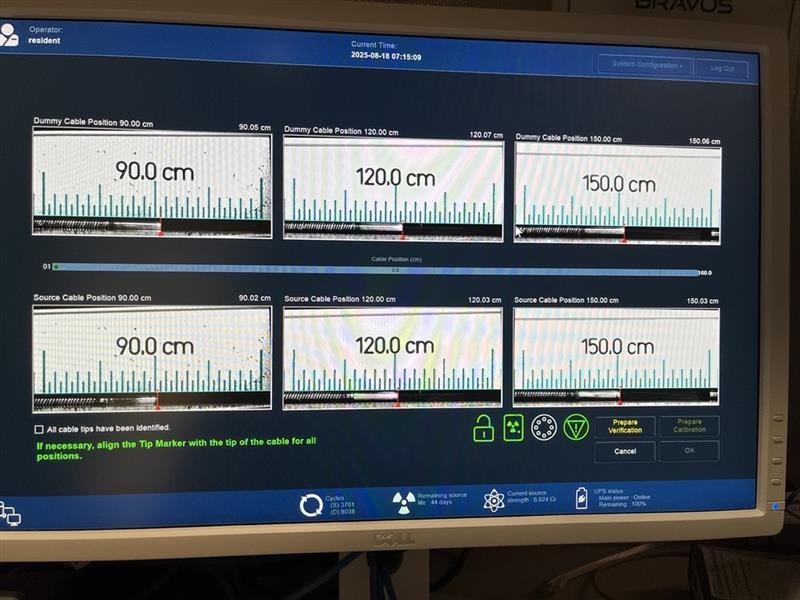 BRAVOS
Operator:
resident
Current Time:
2025-08-18 07:15:09
System Configuration
Log Out
Dummy Cable Position 90.00 cm
90.05 cm
90.0 cm
Dummy Cable Position 120.00 cm
120.07 cm
120.0 cm
Dummy Cable Position 150.00 cm
150.06 cm
150.0 cm
Cable Position (cm)
0.0
160.0
Source Cable Position 90.00 cm
90.02 cm
90.0 cm
Source Cable Position 120.00 cm
120.03 cm
120.0 cm
Source Cable Position 150.00 cm
150.03 cm
150.0 cm
All cable tips have been identified.
If necessary, align the Tip Marker with the tip of the cable for all
positions.
Prepare
Verification
Prepare
Calibration
Cancel
OK
Cycles :
(S) 3701
(D) 8038
Remaining source
life : 44 days
Current source
strength : 6.024 Ci
UPS status
Main power : Online
Remaining : 100%
DELL